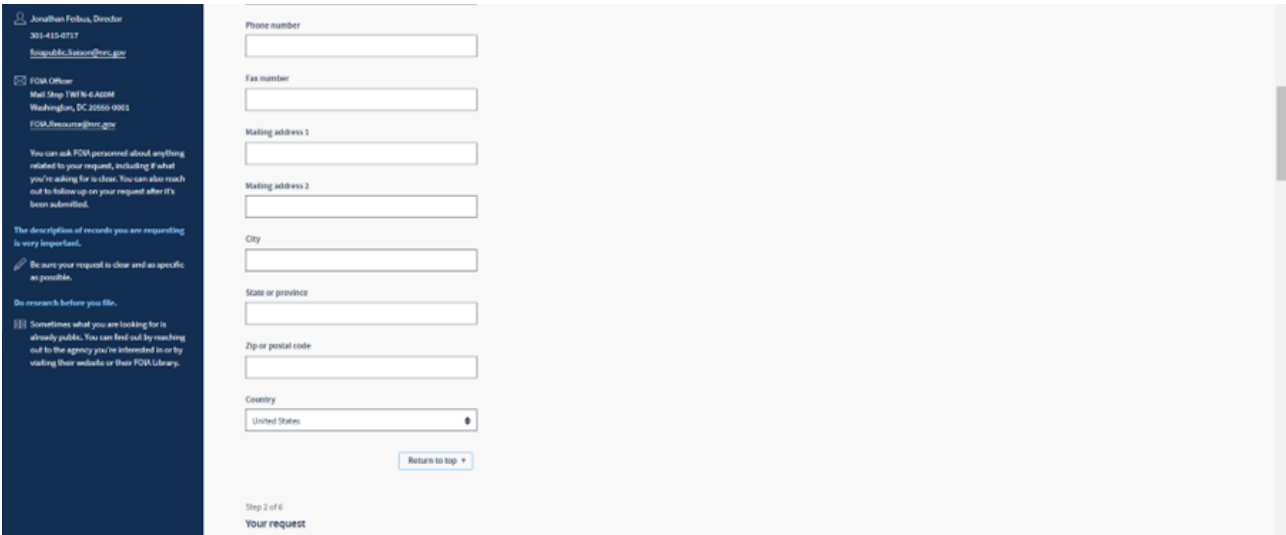 Jonathan Feibus, Director
301-415-0717
foiapublic.liaison@nrc.gov
FOIA Officer
Mail Stop TWFN-6 A60M
Washington, DC 20555-0001
FOIA.Resource@nrc.gov
You can ask FOIA personnel about anything
related to your request, including if what
you're asking for is clear. You can also reach
out to follow up on your request after it's
been submitted.
The description of records you are requesting
is very important.
Be sure your request is clear and as specific
as possible.
Do research before you file.
Sometimes what you are looking for is
already public. You can find out by reaching
out to the agency you're interested in or by
visiting their website or their FOIA Library.
Phone number
Fax number
Mailing address 1
Mailing address 2
City
State or province
Zip or postal code
Country
United States
Return to top
Step 2 of 6
Your request